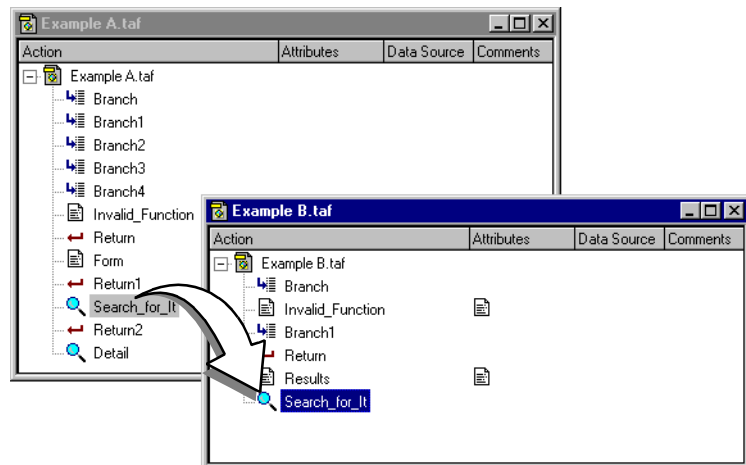 Example A.taf
Action Attributes Data Source Comments
Example A.taf
Branch
Branch1
Branch2
Branch3
Branch4
Invalid_Function
Return
Form
Return1
Search_for_It
Return2
Detail
Example B.taf
Action Attributes Data Source Comments
Example B.taf
Branch
Invalid_Function
Branch1
Return
Results
Search_for_It